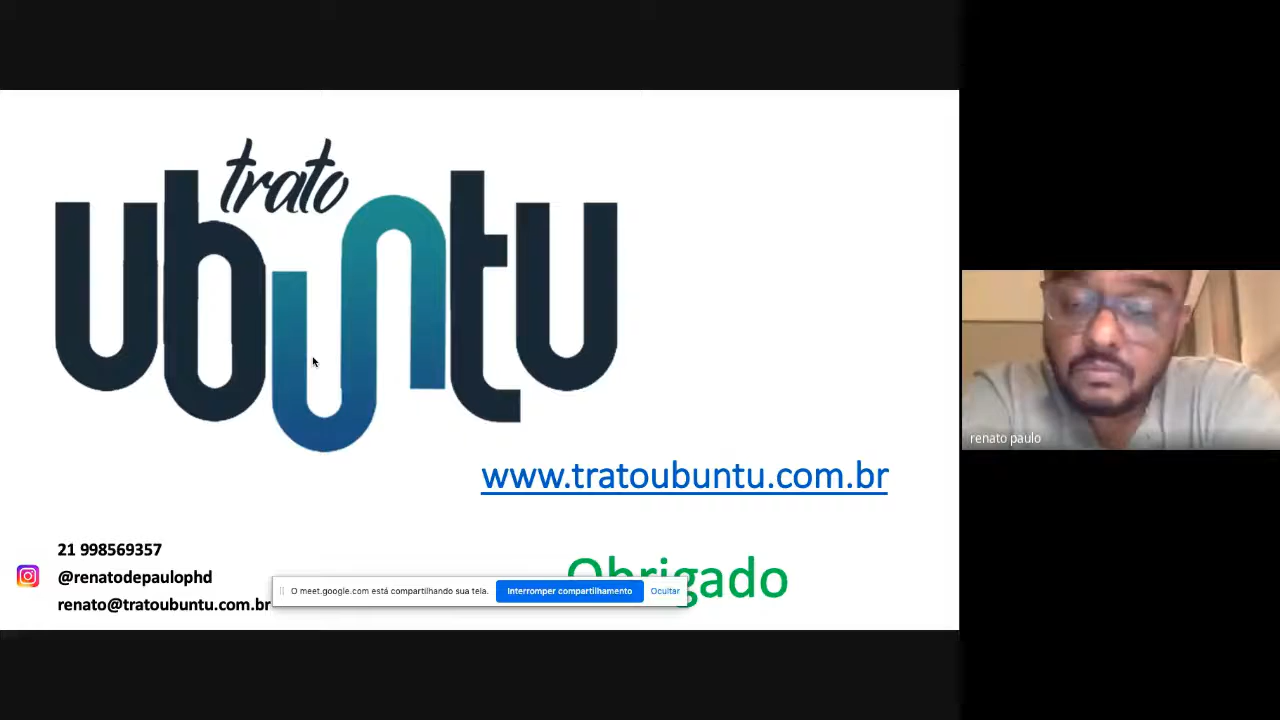 trato
ubuntu
www.tratoubuntu.com.br
21 998569357
@renatodepaulophd
renato@tratoubuntu.com.br
Obrigado
O meet.google.com está compartilhando sua tela.
Interromper compartilhamento
Ocultar
renato paulo